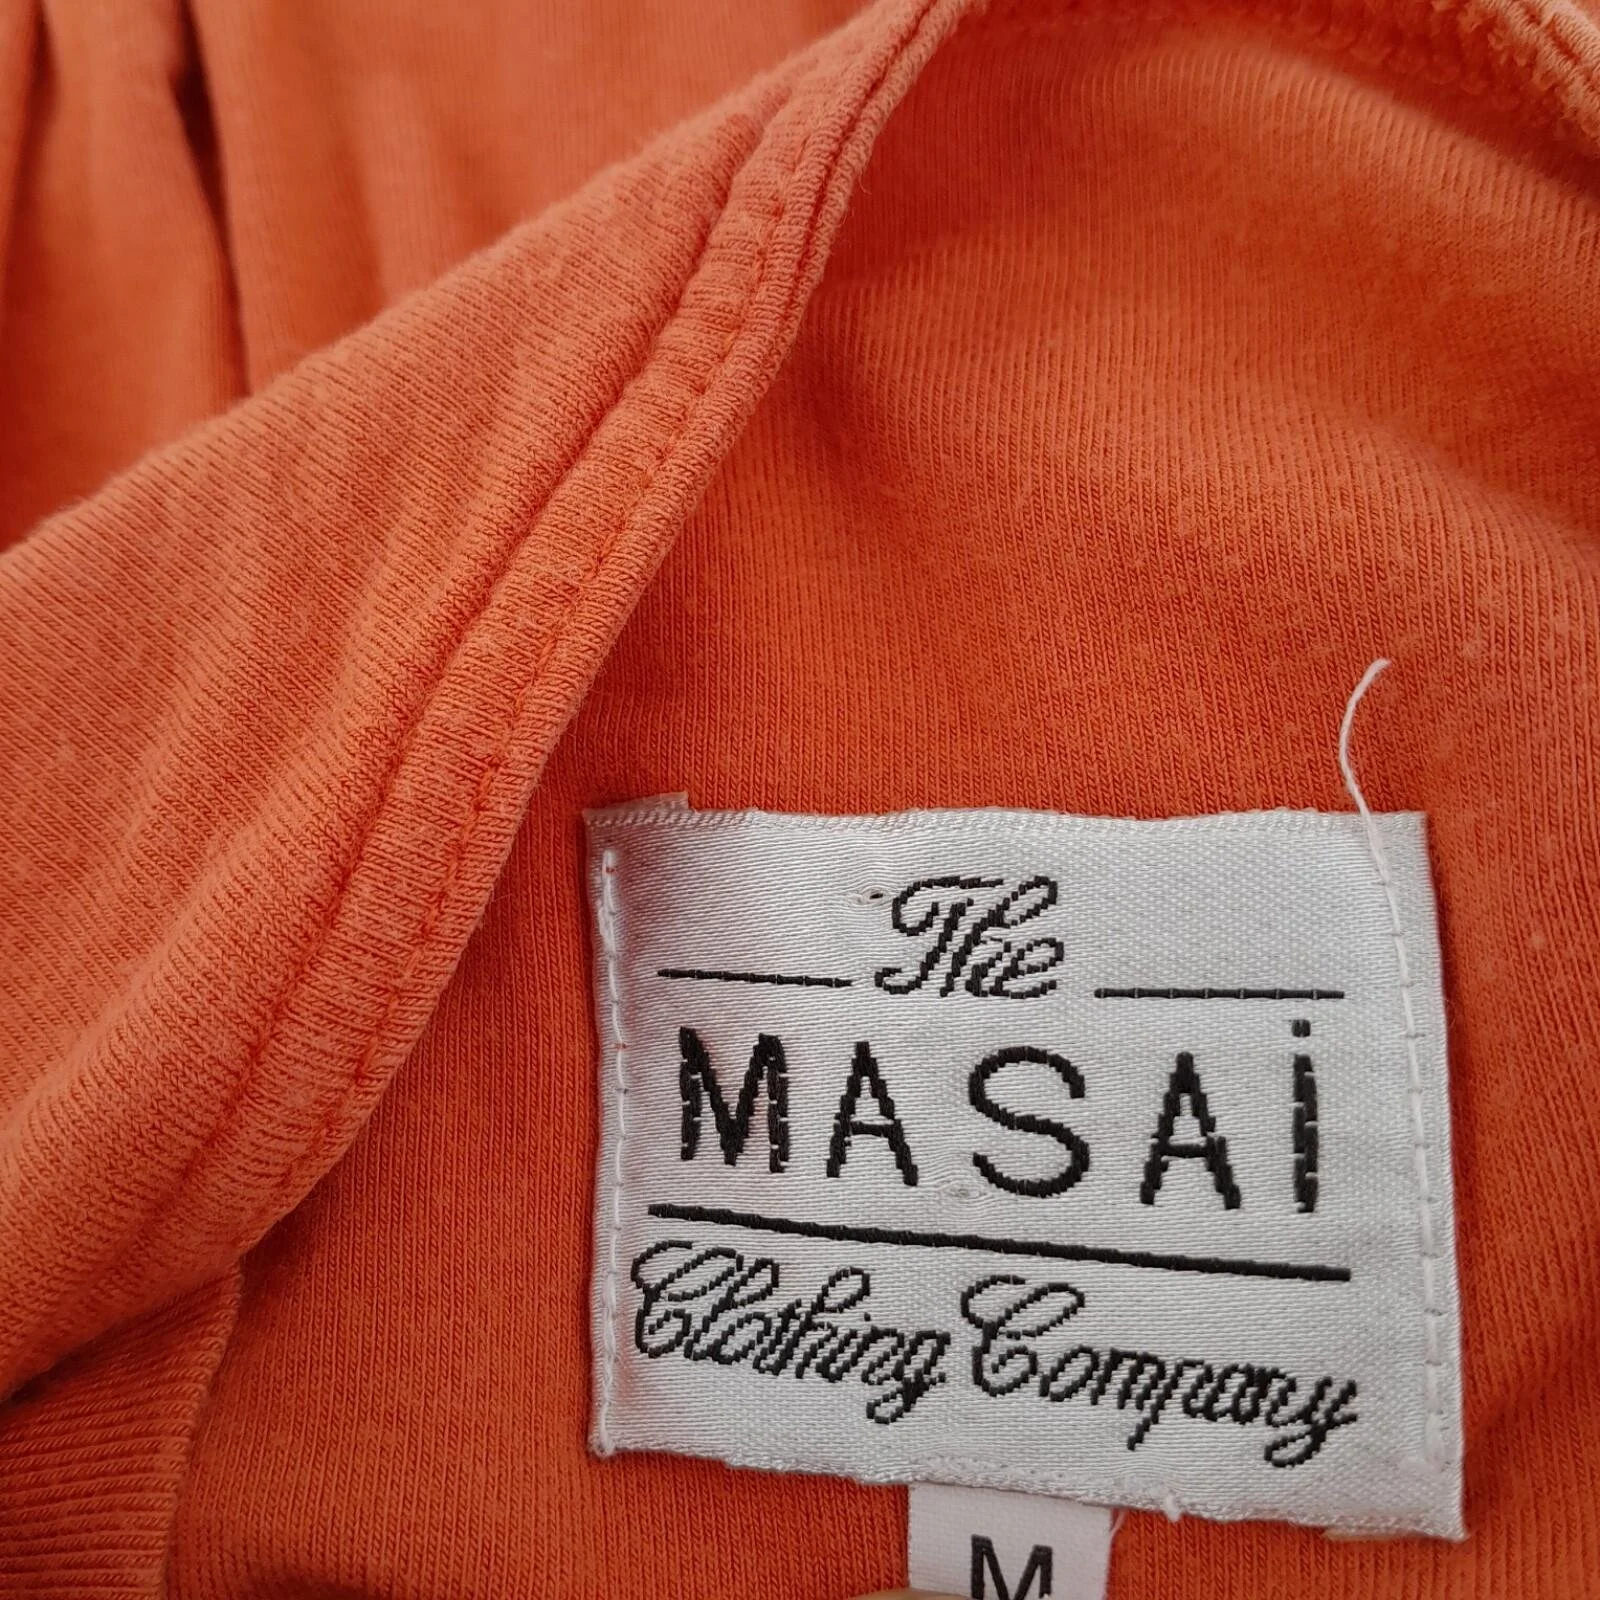 The
MASAi
Clothing Company
M